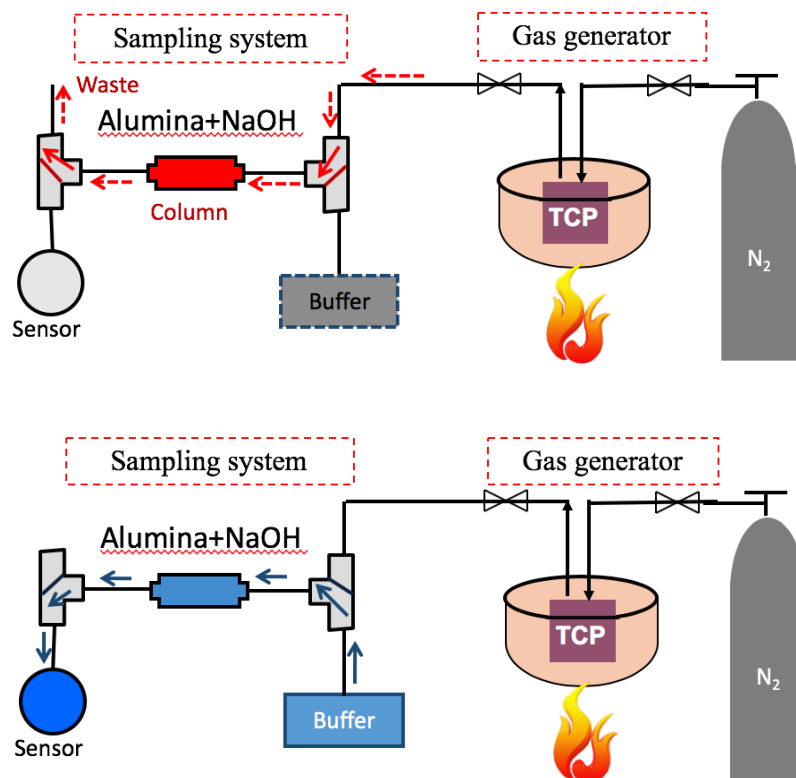 Sampling system
Gas generator
Waste
Alumina+NaOH
Column
TCP
N₂
Buffer
Sensor
Sampling system
Gas generator
Alumina+NaOH
TCP
N₂
Buffer
Sensor